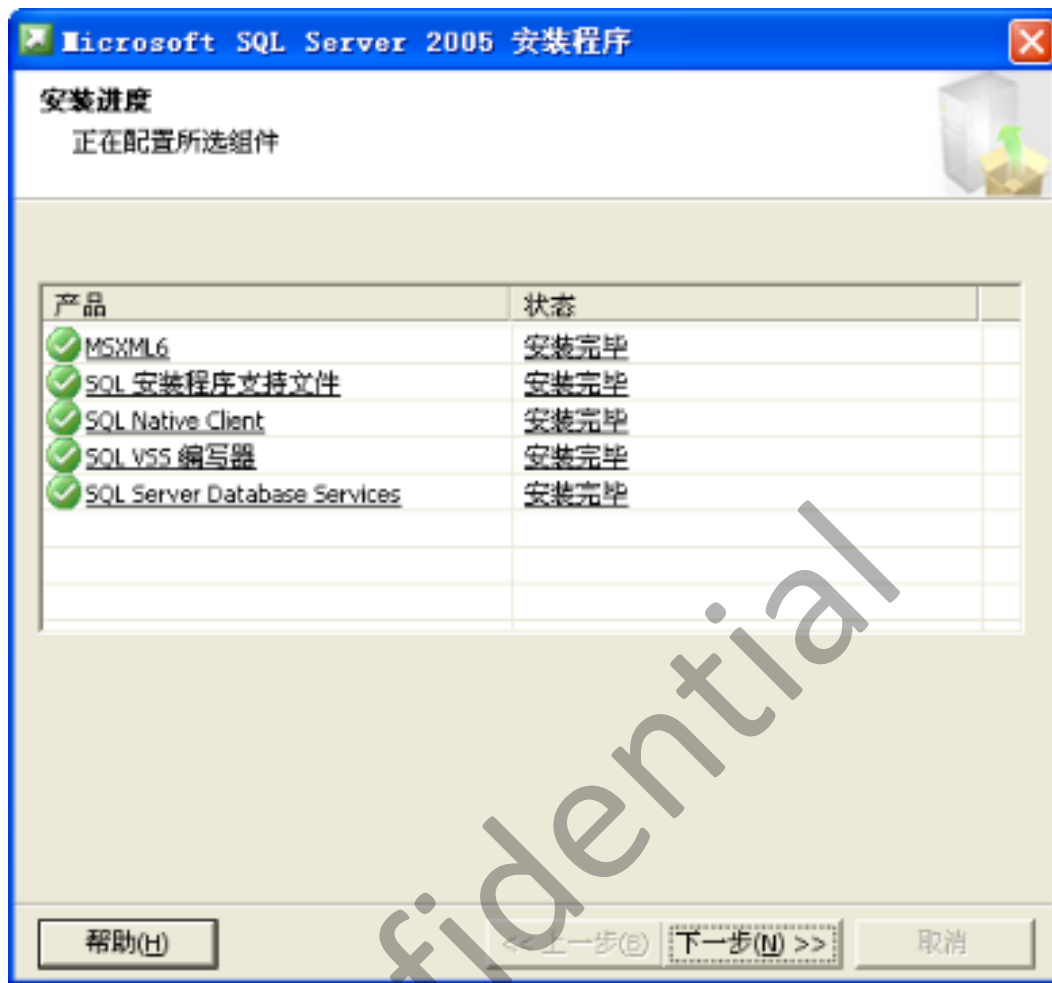 Microsoft SQL Server 2005 安装程序
安装进度
正在配置所选组件
产品 状态
MSXML6 安装完毕
SQL 安装程序支持文件 安装完毕
SQL Native Client 安装完毕
SQL VSS 编写器 安装完毕
SQL Server Database Services 安装完毕
fidential
帮助(H) << 上一步(B) 下一步(N) >> 取消